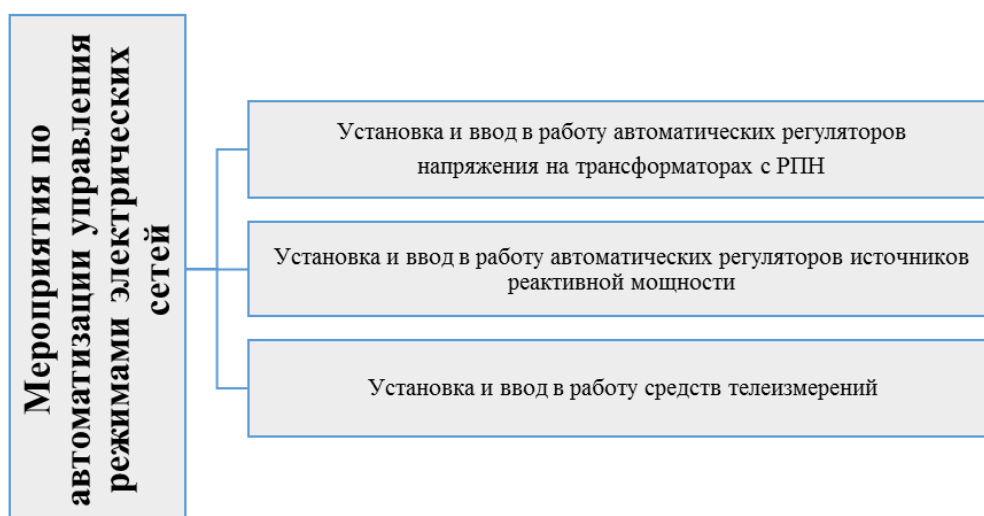 Мероприятия по
автоматизации управления
режимами электрических
сетей
Установка и ввод в работу автоматических регуляторов
напряжения на трансформаторах с РПН
Установка и ввод в работу автоматических регуляторов источников
реактивной мощности
Установка и ввод в работу средств телеизмерений